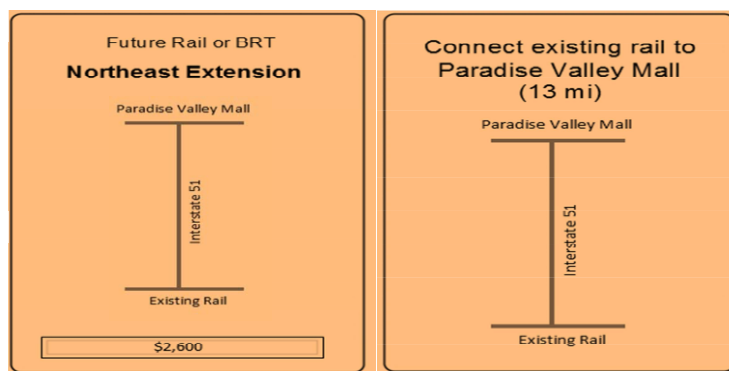 Future Rail or BRT
Northeast Extension
Paradise Valley Mall
Interstate 51
Existing Rail
$2,600
Connect existing rail to
Paradise Valley Mall
(13 mi)
Paradise Valley Mall
Interstate 51
Existing Rail